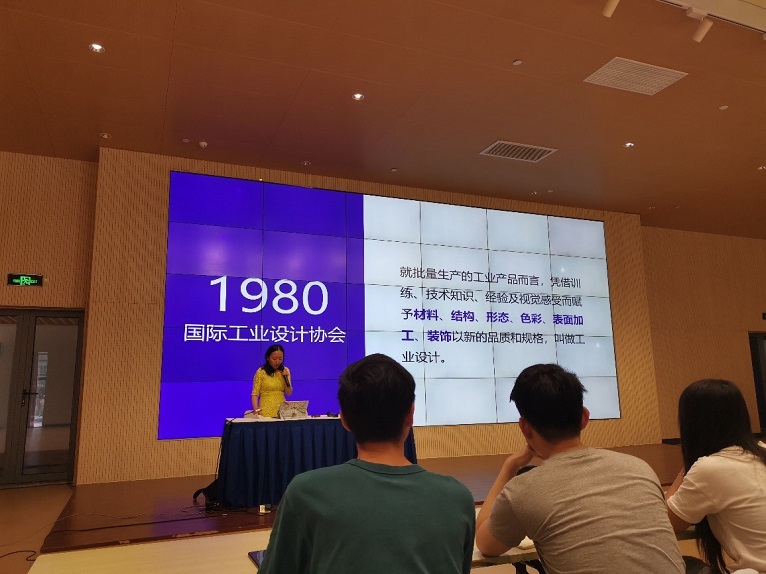 1980
国际工业设计协会
就批量生产的工业产品而言，凭借训
练、技术知识、经验及视觉感受而赋
予材料、结构、形态、色彩、表面加
工、装饰以新的品质和规格，叫做工
业设计。